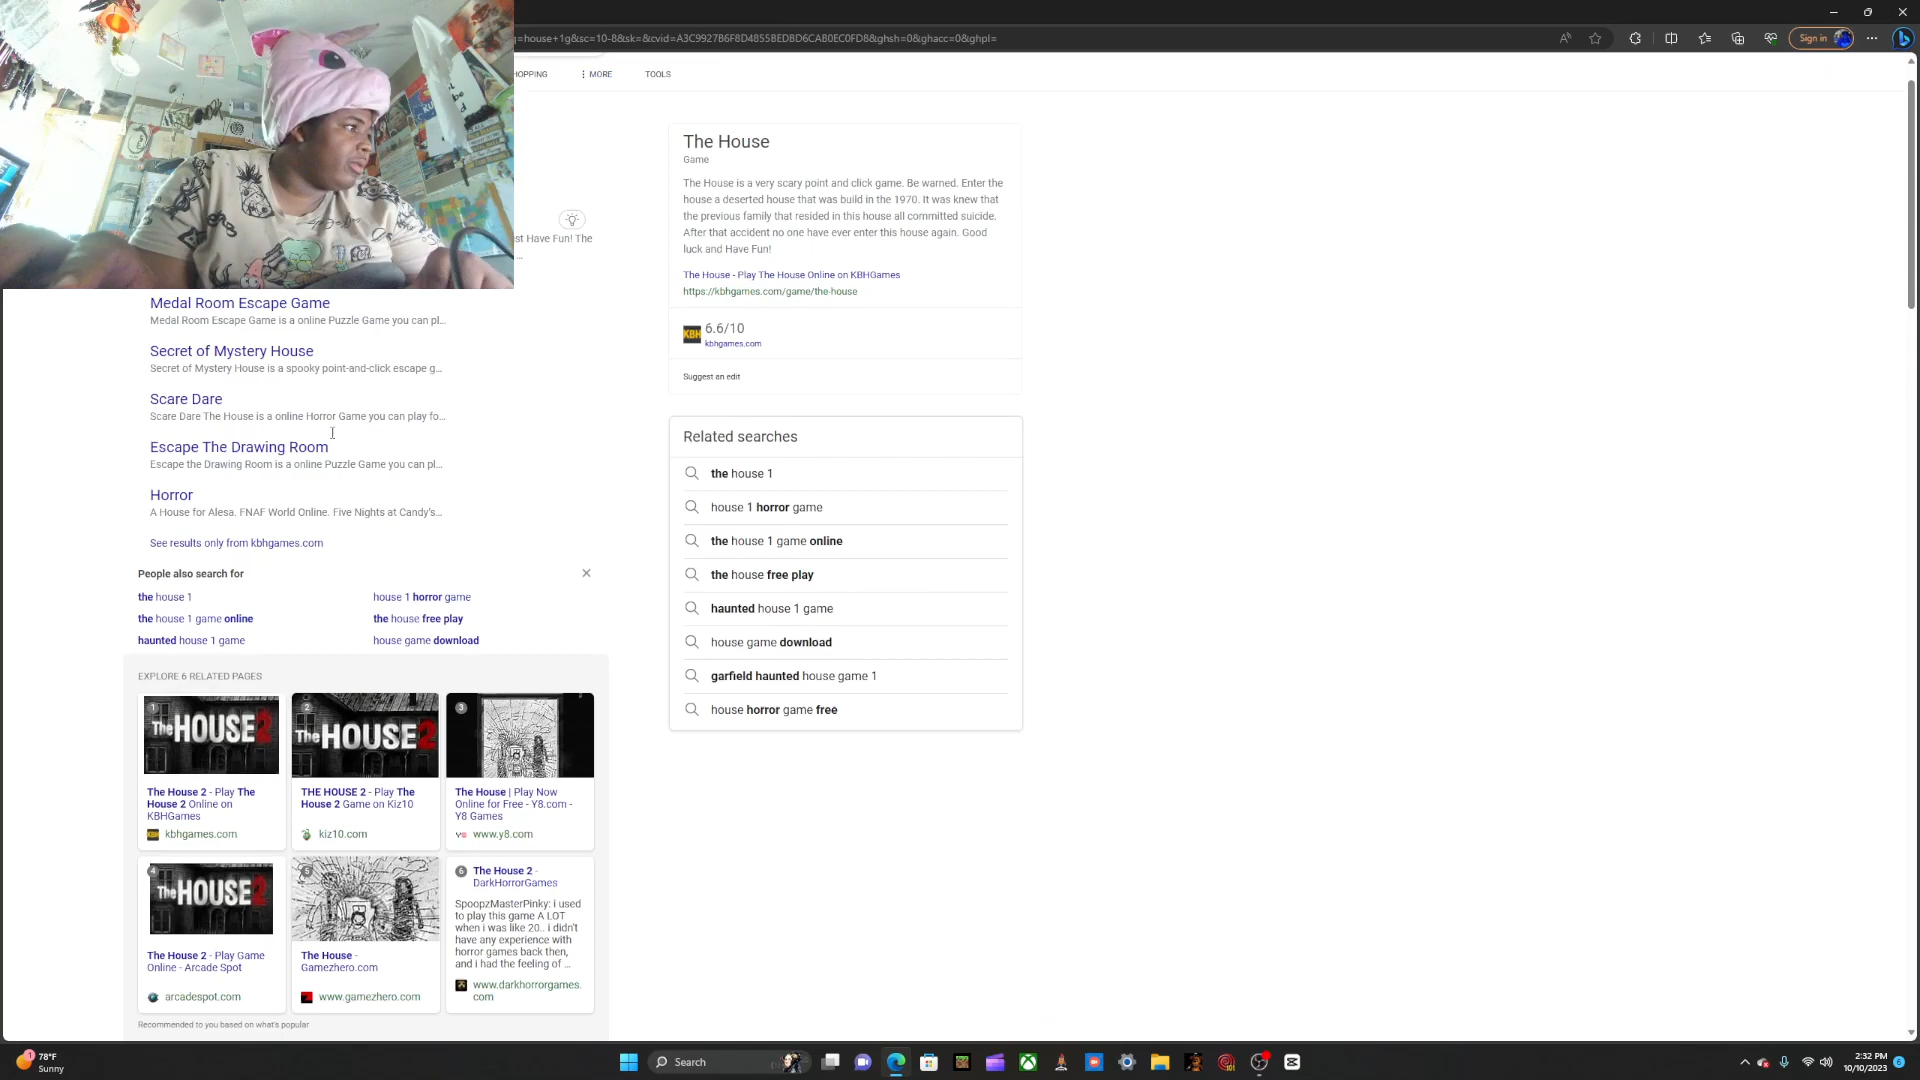 =house+1g&sc=10-8&sk=&cvid=A3C9927B6F8D4855BEDBD6CAB0EC0FD8&ghsh=0&ghacc=0&ghpl=
Sign in
HOPPING
MORE
TOOLS
The House
Game
The House is a very scary point and click game. Be warned. Enter the
house a deserted house that was build in the 1970. It was knew that
the previous family that resided in this house all committed suicide.
After that accident no one have ever enter this house again. Good
luck and Have Fun!
The House - Play The House Online on KBHGames
https://kbhgames.com/game/the-house
KBH
6.6/10
kbhgames.com
Suggest an edit
st Have Fun! The
...
Medal Room Escape Game
Medal Room Escape Game is a online Puzzle Game you can pl...
Secret of Mystery House
Secret of Mystery House is a spooky point-and-click escape g...
Scare Dare
Scare Dare The House is a online Horror Game you can play fo...
Escape The Drawing Room
Escape the Drawing Room is a online Puzzle Game you can pl...
Horror
A House for Alesa. FNAF World Online. Five Nights at Candy's...
See results only from kbhgames.com
People also search for
the house 1
house 1 horror game
the house 1 game online
the house free play
haunted house 1 game
house game download
Related searches
the house 1
house 1 horror game
the house 1 game online
the house free play
haunted house 1 game
house game download
garfield haunted house game 1
house horror game free
EXPLORE 6 RELATED PAGES
1
The HOUSE 2
The House 2 - Play The
House 2 Online on
KBHGames
kbhgames.com
2
The HOUSE 2
THE HOUSE 2 - Play The
House 2 Game on Kiz10
kiz10.com
3
The House | Play Now
Online for Free - Y8.com -
Y8 Games
www.y8.com
4
The HOUSE 2
The House 2 - Play Game
Online - Arcade Spot
arcadespot.com
5
The House -
Gamezhero.com
www.gamezhero.com
6
The House 2 -
DarkHorrorGames
SpoopzMasterPinky: i used
to play this game A LOT
when i was like 20.. i didn't
have any experience with
horror games back then,
and i had the feeling of ...
www.darkhorrorgames.
com
Recommended to you based on what's popular
1
78°F
Sunny
Search
2:32 PM
10/10/2023
6